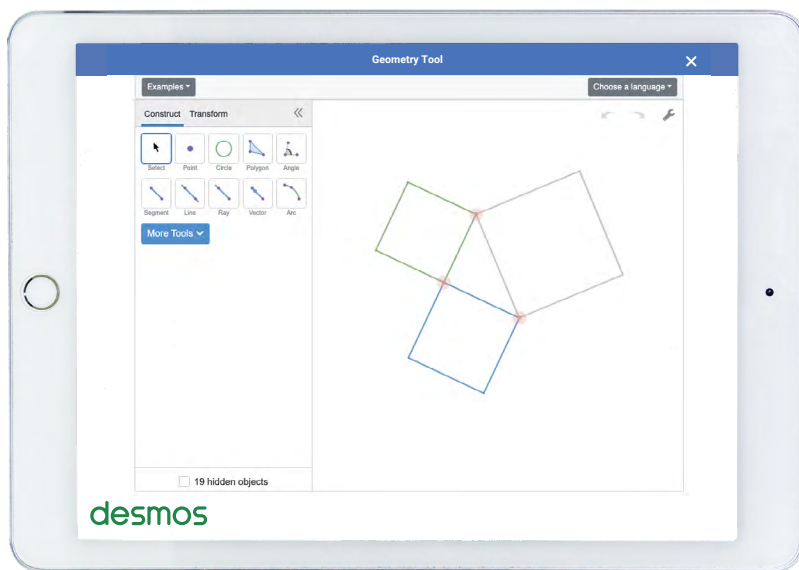 Geometry Tool
Examples
Choose a language
Construct Transform
Select Point Circle Polygon Angle
Segment Line Ray Vector Arc
More Tools
19 hidden objects
desmos